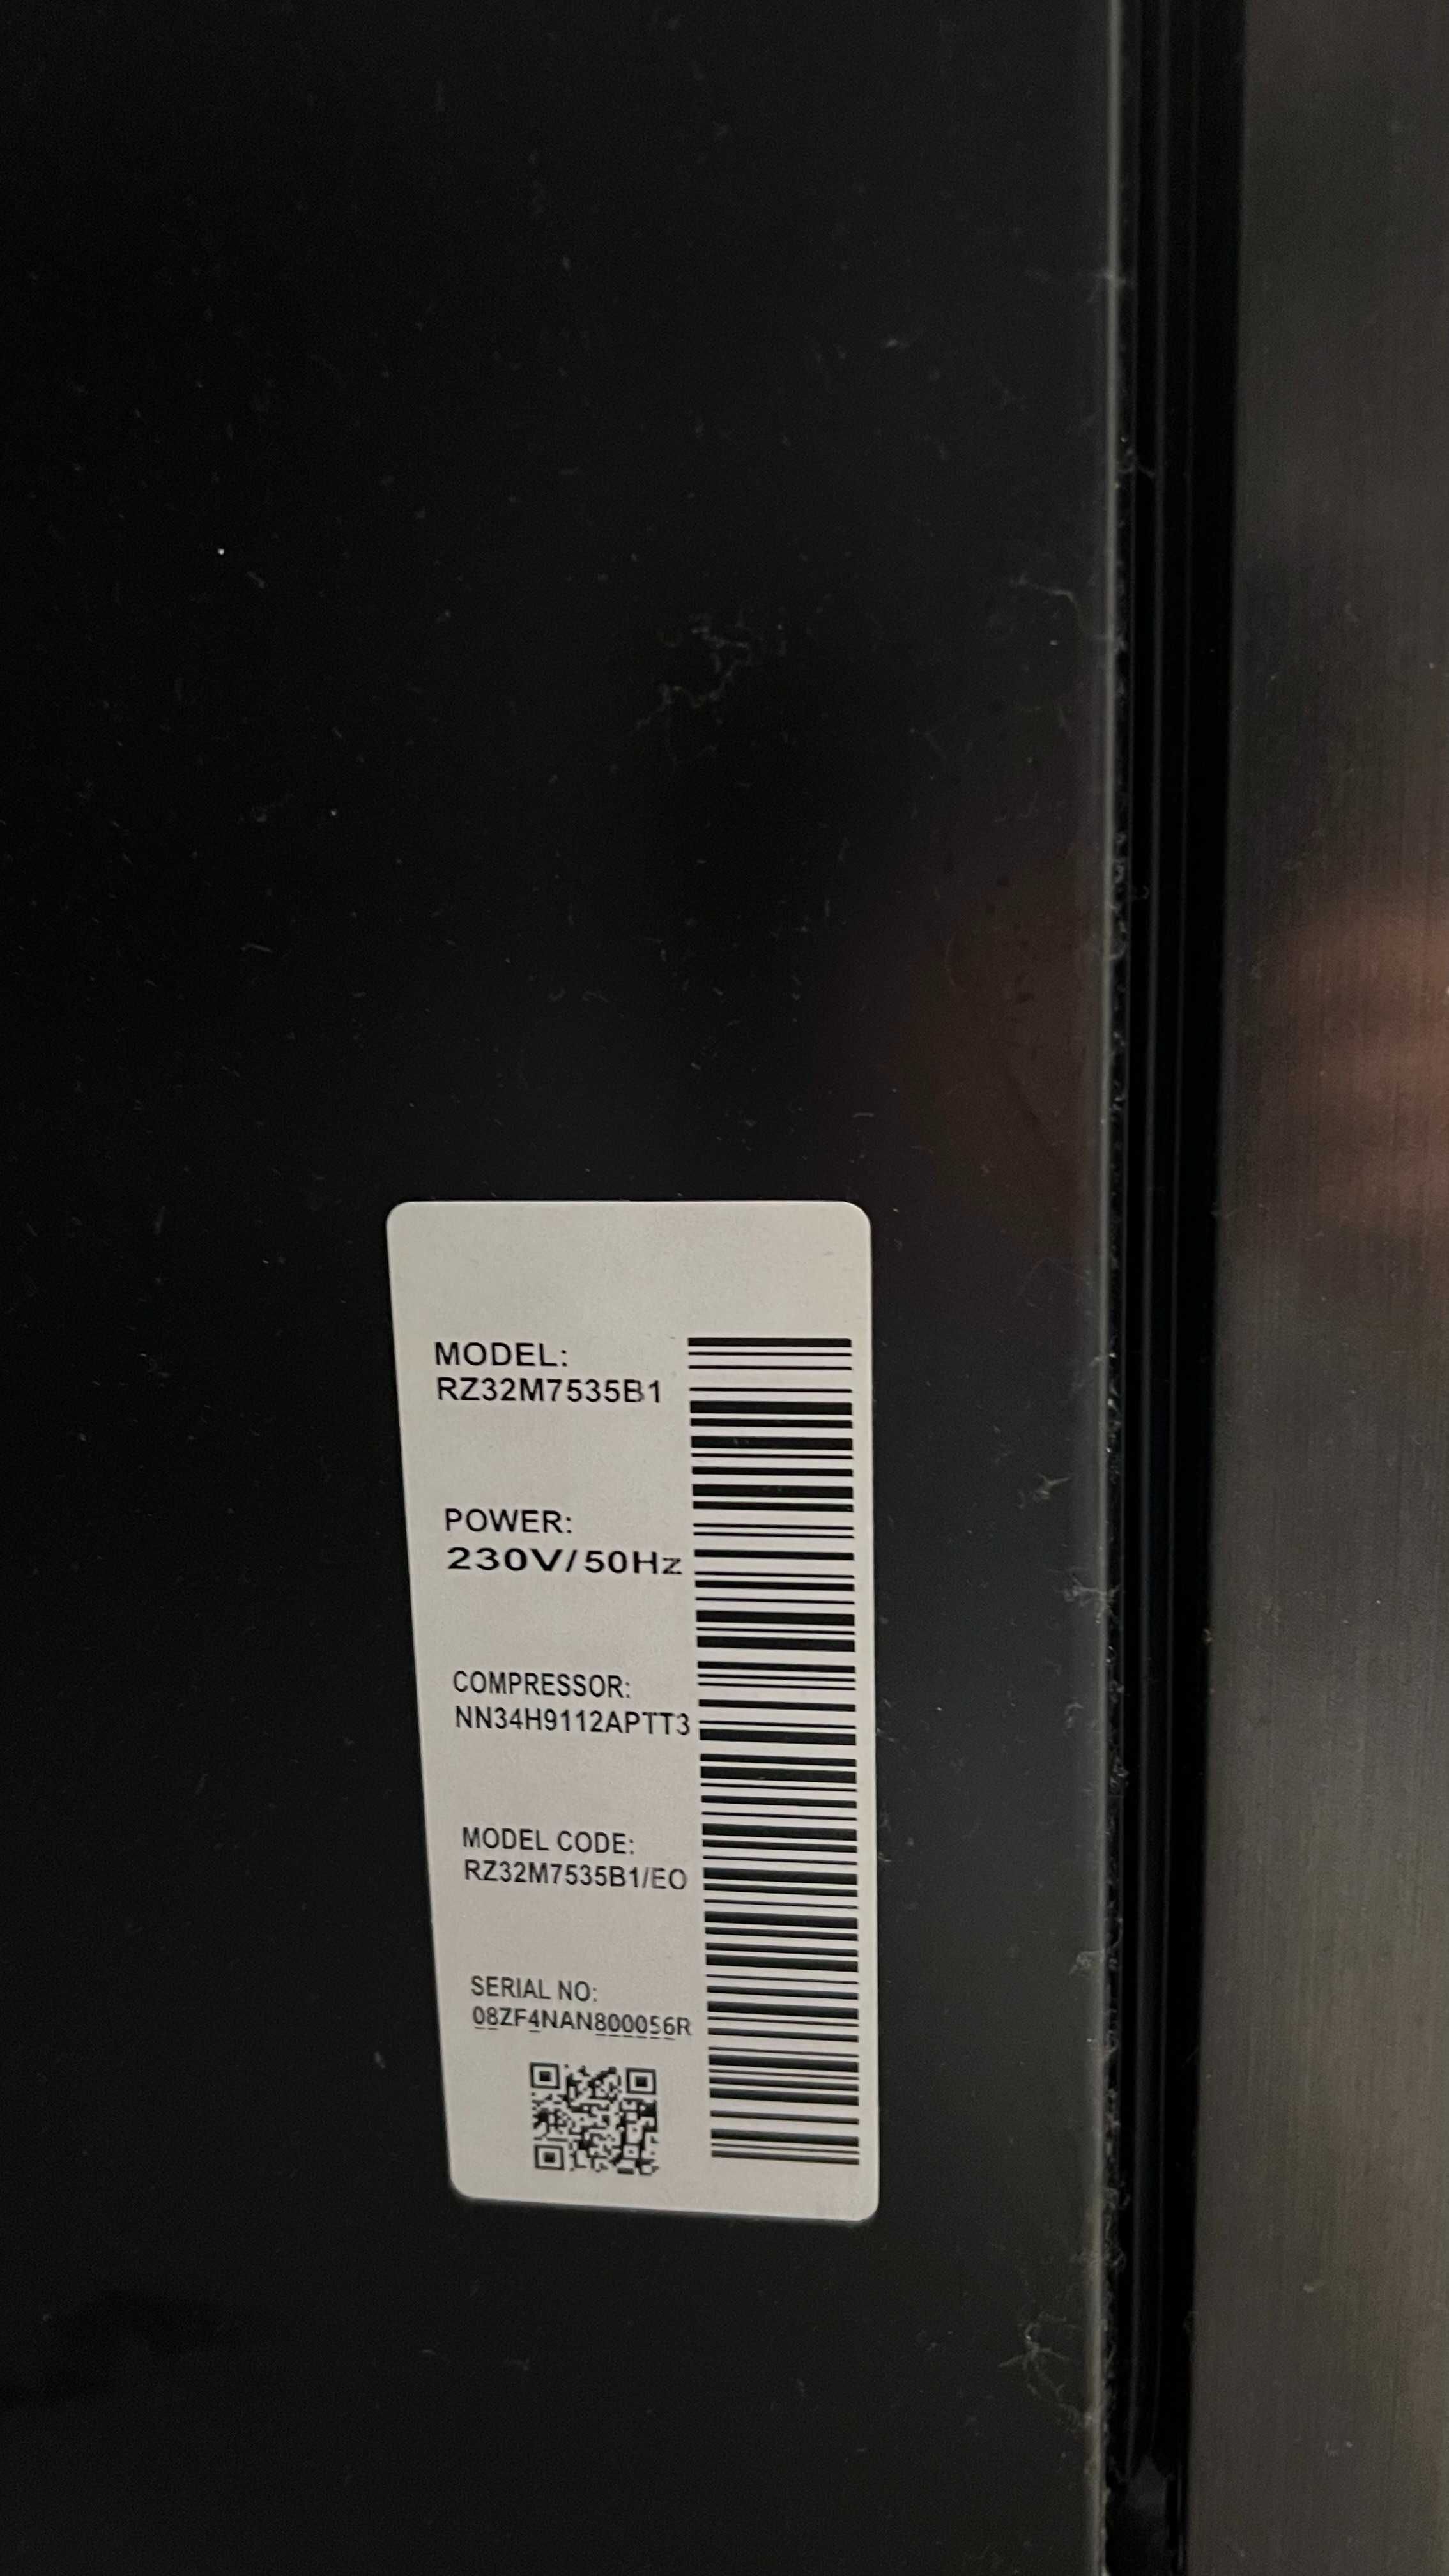 MODEL:
RZ32M7535B1
POWER:
230V/50Hz
COMPRESSOR:
NN34H9112APTT3
MODEL CODE:
RZ32M7535B1/EO
SERIAL NO:
08ZF4NAN800056R